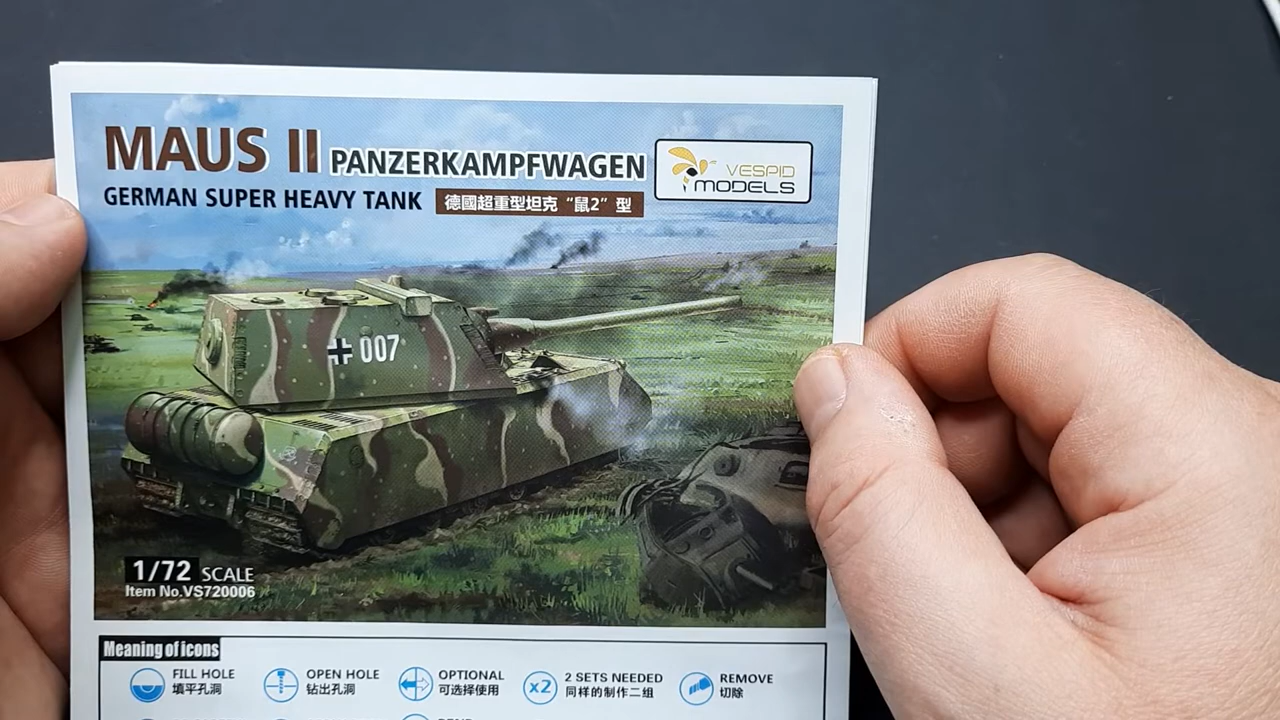 MAUS II PANZERKAMPFWAGEN
VESPID
MODELS
GERMAN SUPER HEAVY TANK 德國超重型坦克“鼠2”型
007
1/72 SCALE
Item No.VS720006
Meaning of icons
FILL HOLE
填平孔洞
OPEN HOLE
钻出孔洞
OPTIONAL
可选择使用
x2
2 SETS NEEDED
同样的制作二组
REMOVE
切除